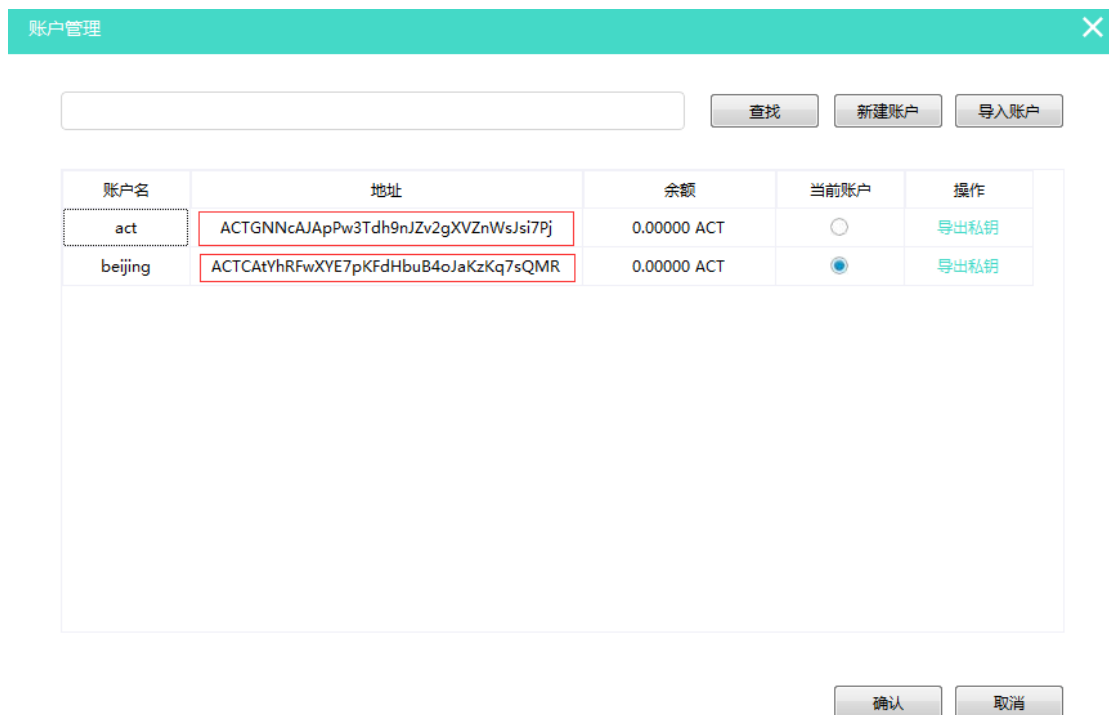 账户管理
查找 新建账户 导入账户
账户名 地址 余额 当前账户 操作
act ACTGNNcAJApPw3Tdh9nJZv2gXVZnWsJsi7Pj 0.00000 ACT 导出私钥
beijing ACTCAtYhRFwXYE7pKFdHbuB4oJaKzKq7sQMR 0.00000 ACT 导出私钥
确认 取消